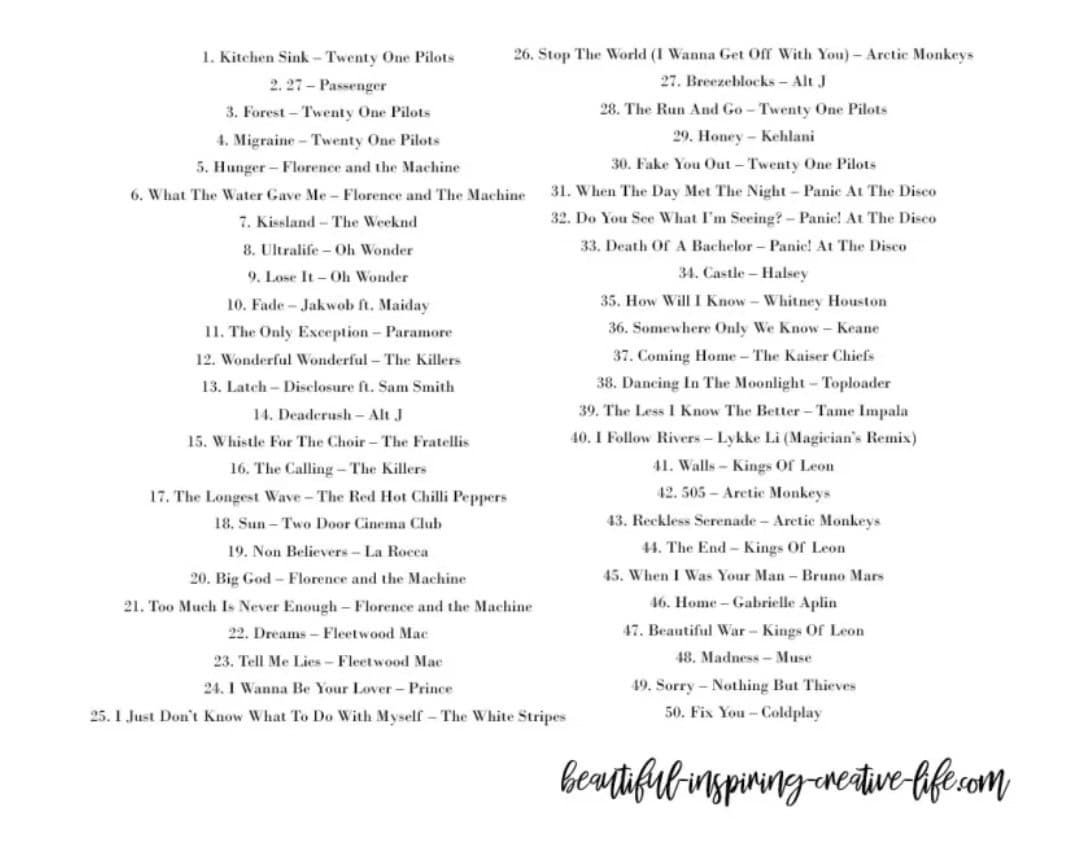 1. Kitchen Sink – Twenty One Pilots
2. 27 – Passenger
3. Forest – Twenty One Pilots
4. Migraine – Twenty One Pilots
5. Hunger – Florence and the Machine
6. What The Water Gave Me – Florence and The Machine
7. Kissland – The Weeknd
8. Ultralife – Oh Wonder
9. Lose It – Oh Wonder
10. Fade – Jakwob ft. Maiday
11. The Only Exception – Paramore
12. Wonderful Wonderful – The Killers
13. Latch – Disclosure ft. Sam Smith
14. Deadcrush – Alt J
15. Whistle For The Choir – The Fratellis
16. The Calling – The Killers
17. The Longest Wave – The Red Hot Chilli Peppers
18. Sun – Two Door Cinema Club
19. Non Believers – La Rocca
20. Big God – Florence and the Machine
21. Too Much Is Never Enough – Florence and the Machine
22. Dreams – Fleetwood Mac
23. Tell Me Lies – Fleetwood Mac
24. I Wanna Be Your Lover – Prince
25. I Just Don't Know What To Do With Myself – The White Stripes
26. Stop The World (I Wanna Get Off With You) – Arctic Monkeys
27. Breezeblocks – Alt J
28. The Run And Go – Twenty One Pilots
29. Honey – Kehlani
30. Fake You Out – Twenty One Pilots
31. When The Day Met The Night – Panic At The Disco
32. Do You See What I'm Seeing? – Panic! At The Disco
33. Death Of A Bachelor – Panic! At The Disco
34. Castle – Halsey
35. How Will I Know – Whitney Houston
36. Somewhere Only We Know – Keane
37. Coming Home – The Kaiser Chiefs
38. Dancing In The Moonlight – Toploader
39. The Less I Know The Better – Tame Impala
40. I Follow Rivers – Lykke Li (Magician's Remix)
41. Walls – Kings Of Leon
42. 505 – Arctic Monkeys
43. Reckless Serenade – Arctic Monkeys
44. The End – Kings Of Leon
45. When I Was Your Man – Bruno Mars
46. Home – Gabrielle Aplin
47. Beautiful War – Kings Of Leon
48. Madness – Muse
49. Sorry – Nothing But Thieves
50. Fix You – Coldplay
beautiful-inspiring-creative-life.com